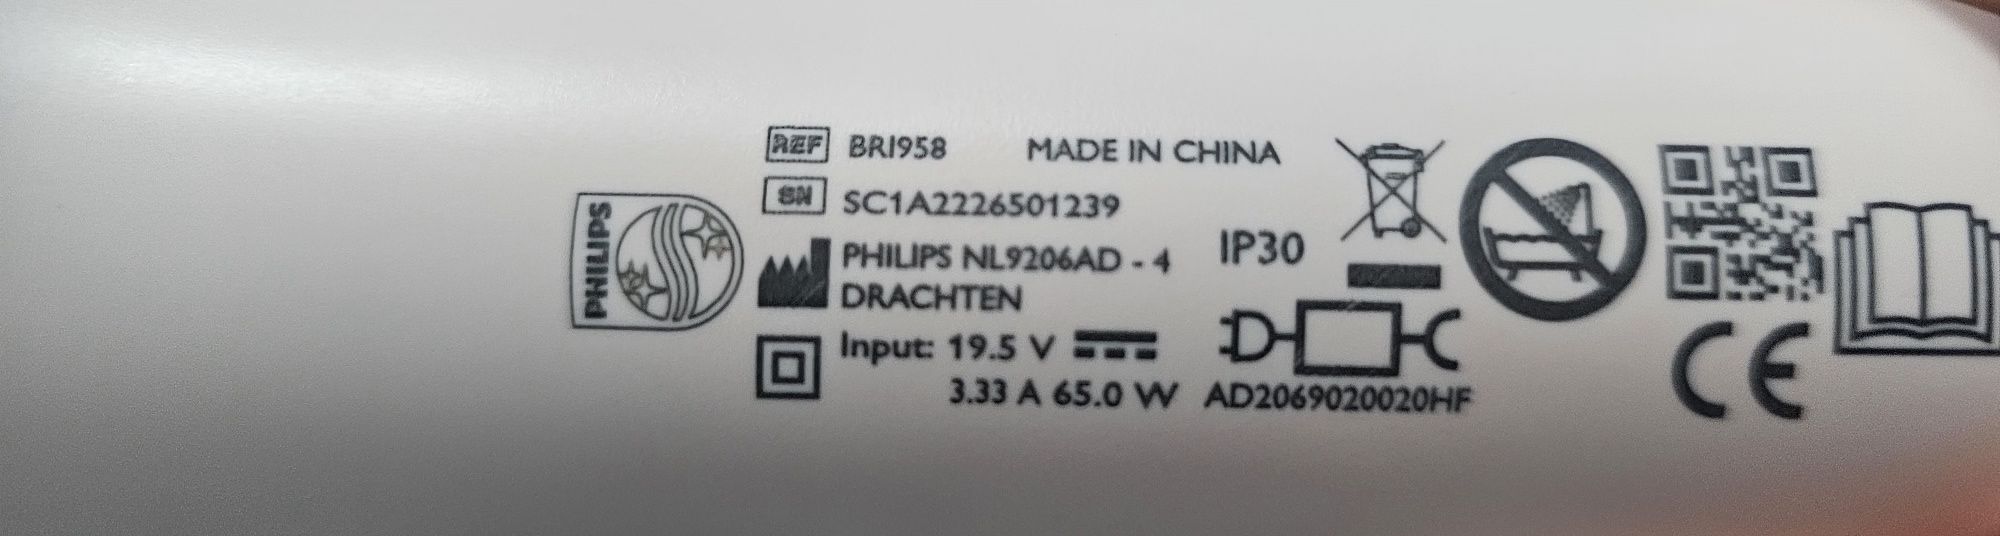 PHILIPS
REF BRI958 MADE IN CHINA
SN SC1A2226501239
PHILIPS NL9206AD - 4
DRACHTEN
IP30
Input: 19.5 V
3.33 A 65.0 W
AD2069020020HF
CE